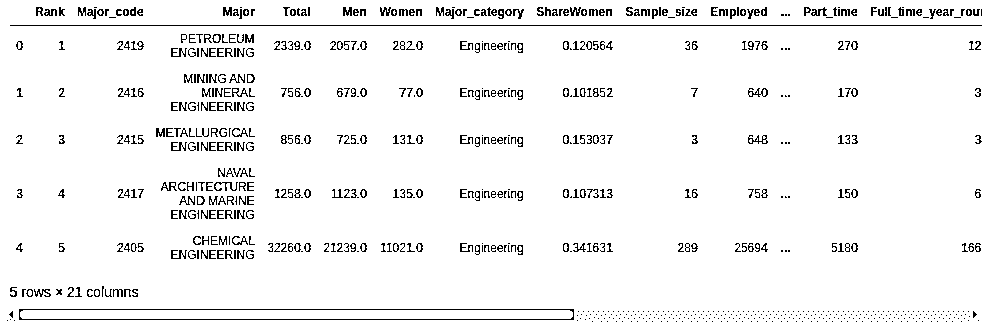 Rank Major_code Major Total Men Women Major_category ShareWomen Sample_size Employed ... Part_time Full_time_year_roun
0 1 2419 PETROLEUM ENGINEERING 2339.0 2057.0 282.0 Engineering 0.120564 36 1976 ... 270 12
1 2 2416 MINING AND MINERAL ENGINEERING 756.0 679.0 77.0 Engineering 0.101852 7 640 ... 170 3
2 3 2415 METALLURGICAL ENGINEERING 856.0 725.0 131.0 Engineering 0.153037 3 648 ... 133 3
3 4 2417 NAVAL ARCHITECTURE AND MARINE ENGINEERING 1258.0 1123.0 135.0 Engineering 0.107313 16 758 ... 150 6
4 5 2405 CHEMICAL ENGINEERING 32260.0 21239.0 11021.0 Engineering 0.341631 289 25694 ... 5180 166
5 rows × 21 columns